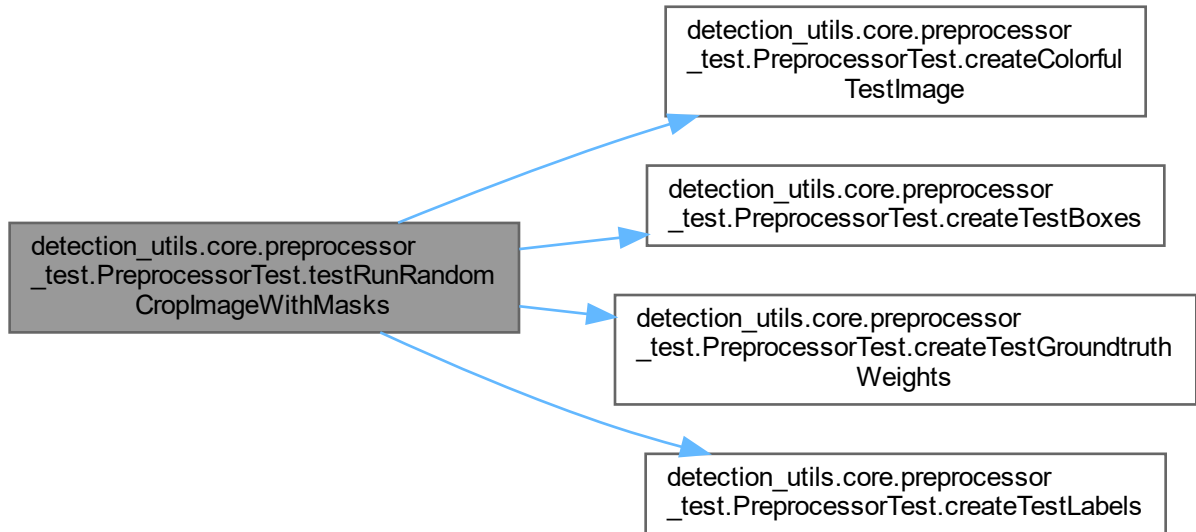 detection_utils.core.preprocessor
_test.PreprocessorTest.testRunRandom
CropImageWithMasks
detection_utils.core.preprocessor
_test.PreprocessorTest.createColorful
TestImage
detection_utils.core.preprocessor
_test.PreprocessorTest.createTestBoxes
detection_utils.core.preprocessor
_test.PreprocessorTest.createTestGroundtruth
Weights
detection_utils.core.preprocessor
_test.PreprocessorTest.createTestLabels